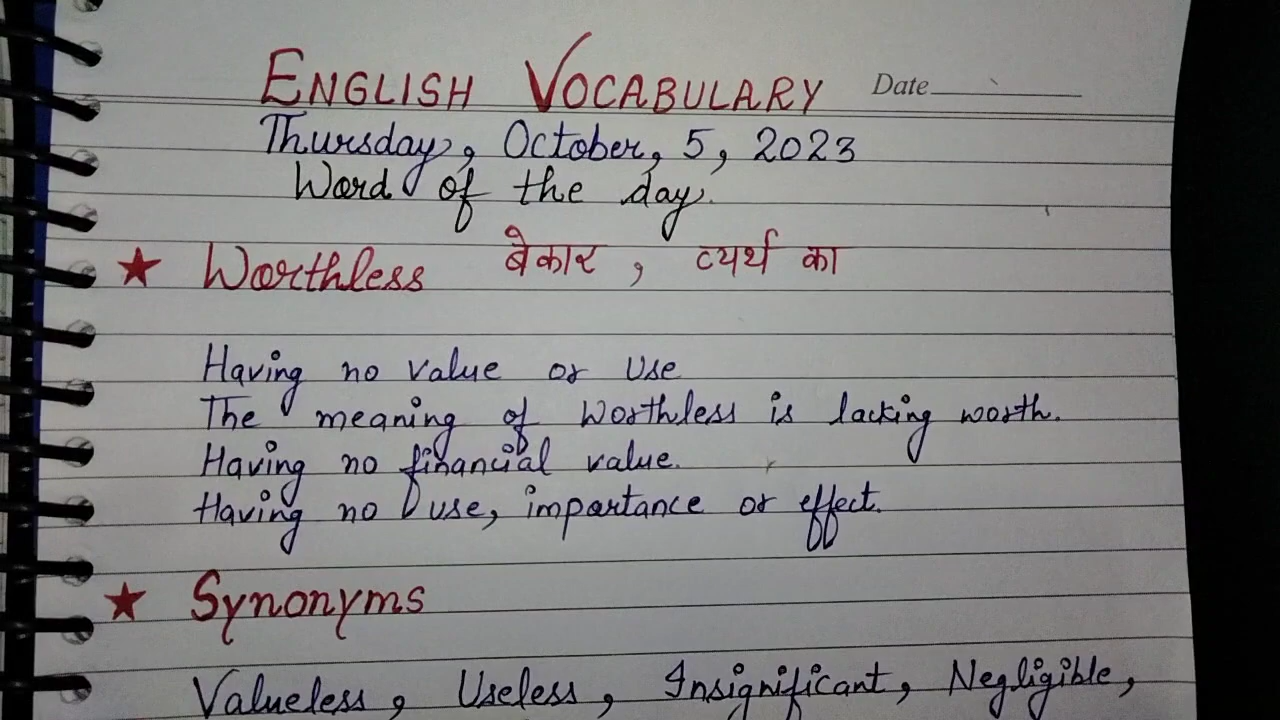 ENGLISH VOCABULARY Date
Thursday, October, 5, 2023
Word of the day.
★ Worthless बेकार, व्यर्थ का
Having no value or use
The meaning of worthless is lacking worth.
Having no financial value.
Having no use, importance or effect.
★ Synonyms
Valueless, Useless, Insignificant, Negligible,